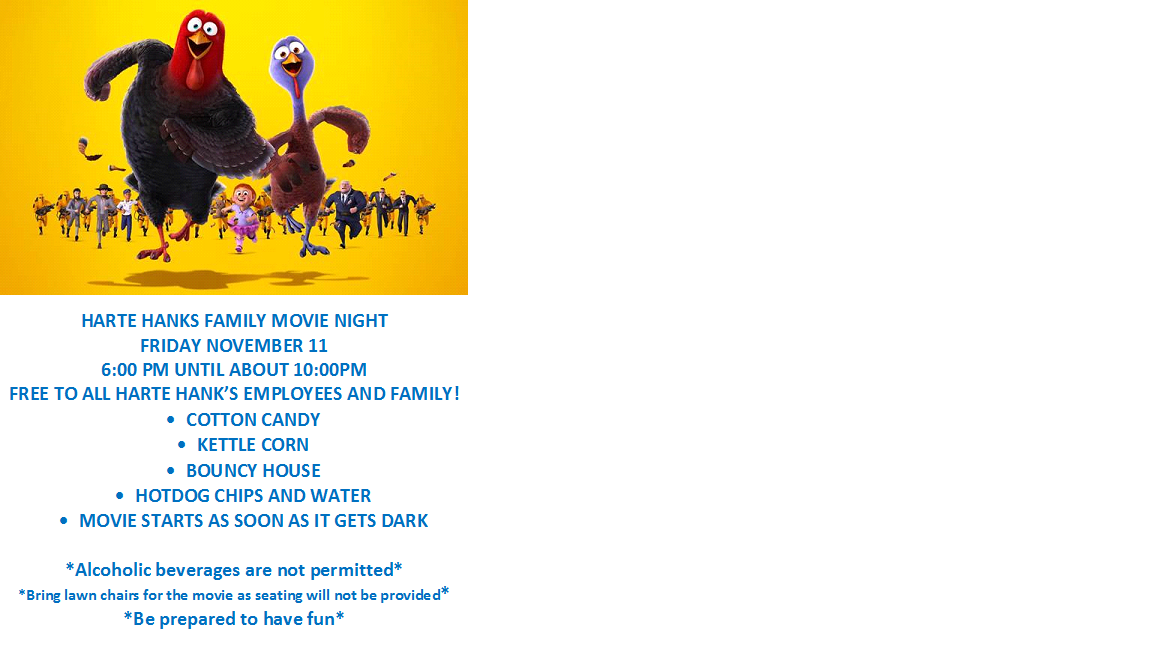 HARTE HANKS FAMILY MOVIE NIGHT
FRIDAY NOVEMBER 11
6:00 PM UNTIL ABOUT 10:00PM
FREE TO ALL HARTE HANK'S EMPLOYEES AND FAMILY!
• COTTON CANDY
• KETTLE CORN
• BOUNCY HOUSE
• HOTDOG CHIPS AND WATER
• MOVIE STARTS AS SOON AS IT GETS DARK
*Alcoholic beverages are not permitted*
*Bring lawn chairs for the movie as seating will not be provided*
*Be prepared to have fun*